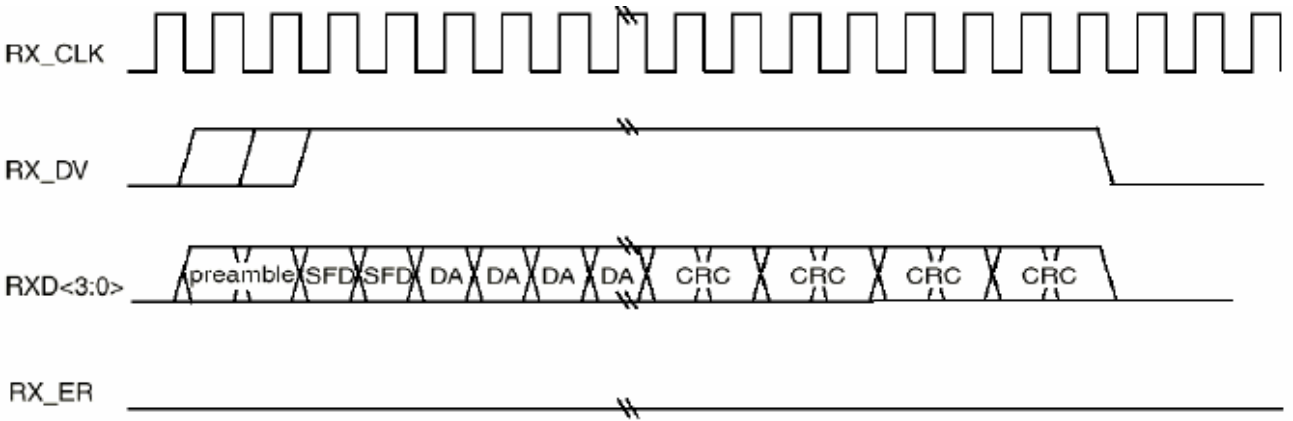 RX_CLK
RX_DV
RXD<3:0> preamble SFD SFD DA DA DA DA CRC CRC CRC CRC
RX_ER